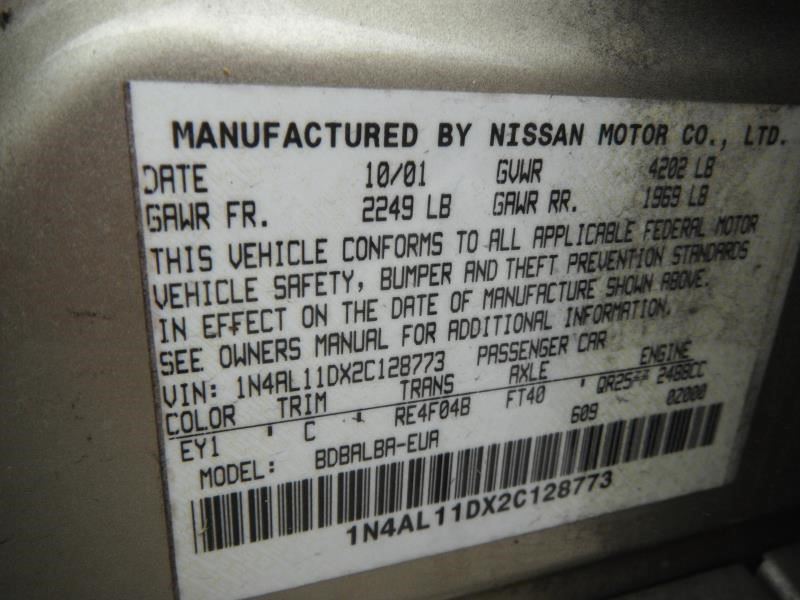 MANUFACTURED BY NISSAN MOTOR CO., LTD.
DATE 10/01 GVWR 4202 LB
GAWR FR. 2249 LB GAWR RR. 1969 LB
THIS VEHICLE CONFORMS TO ALL APPLICABLE FEDERAL MOTOR
VEHICLE SAFETY, BUMPER AND THEFT PREVENTION STANDARDS
IN EFFECT ON THE DATE OF MANUFACTURE SHOWN ABOVE.
SEE OWNERS MANUAL FOR ADDITIONAL INFORMATION.
VIN: 1N4AL11DX2C128773 PASSENGER CAR
COLOR TRIM TRANS AXLE ENGINE
EY1 C RE4F04B FT40 QR25** 2488CC
MODEL: BDBALBA-EUA 609 02000
1N4AL11DX2C128773